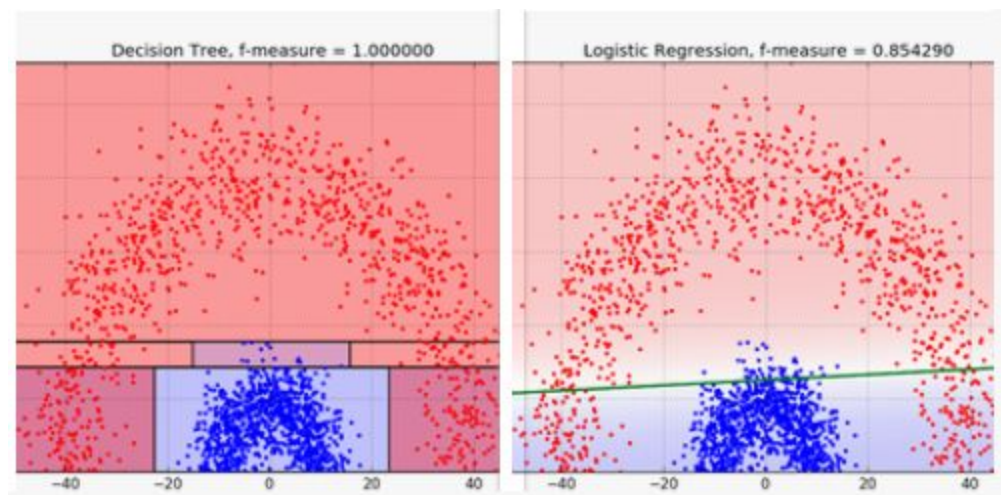 Decision Tree, f-measure = 1.000000
−40 −20 0 20 40
Logistic Regression, f-measure = 0.854290
−40 −20 0 20 40